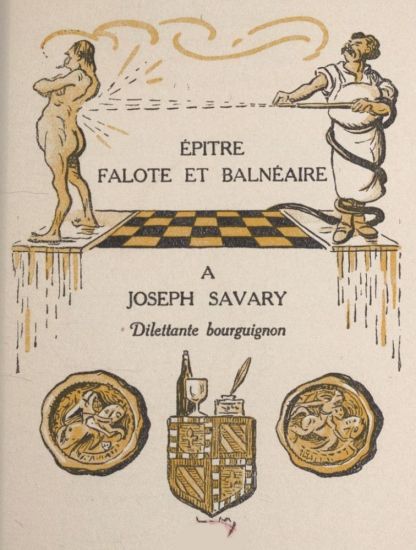 ÉPITRE
FALOTE ET BALNÉAIRE
A
JOSEPH SAVARY
Dilettante bourguignon